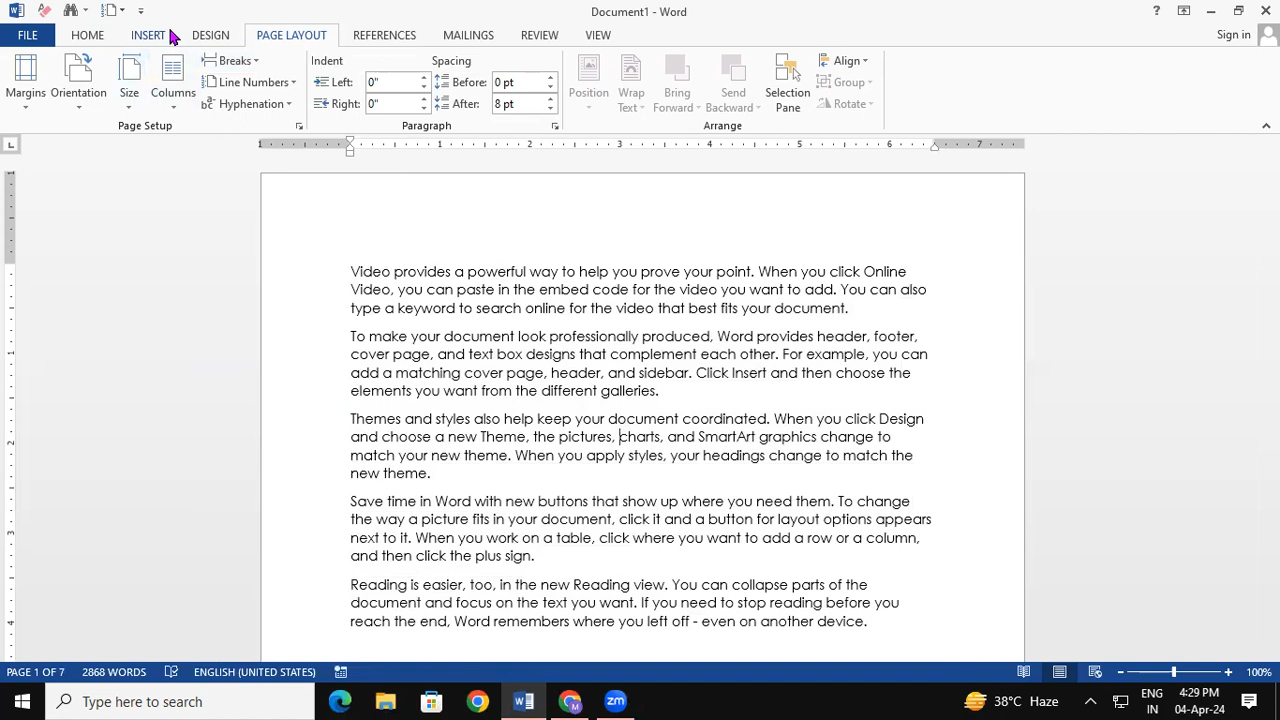 Document1 - Word
?
FILE HOME INSERT DESIGN PAGE LAYOUT REFERENCES MAILINGS REVIEW VIEW Sign in
Margins Orientation Size Columns Breaks Line Numbers Hyphenation
Page Setup
Indent Spacing
Left: 0" Before: 0 pt
Right: 0" After: 8 pt
Paragraph
Position Wrap Text Bring Forward Send Backward Selection Pane Align Group Rotate
Arrange
1 1 2 3 4 5 6 7
Video provides a powerful way to help you prove your point. When you click Online
Video, you can paste in the embed code for the video you want to add. You can also
type a keyword to search online for the video that best fits your document.
To make your document look professionally produced, Word provides header, footer,
cover page, and text box designs that complement each other. For example, you can
add a matching cover page, header, and sidebar. Click Insert and then choose the
elements you want from the different galleries.
Themes and styles also help keep your document coordinated. When you click Design
and choose a new Theme, the pictures, charts, and SmartArt graphics change to
match your new theme. When you apply styles, your headings change to match the
new theme.
Save time in Word with new buttons that show up where you need them. To change
the way a picture fits in your document, click it and a button for layout options appears
next to it. When you work on a table, click where you want to add a row or a column,
and then click the plus sign.
Reading is easier, too, in the new Reading view. You can collapse parts of the
document and focus on the text you want. If you need to stop reading before you
reach the end, Word remembers where you left off - even on another device.
1
1
2
3
4
PAGE 1 OF 7 2868 WORDS ENGLISH (UNITED STATES) 100%
Type here to search zm 38°C Haze ENG IN 4:29 PM 04-Apr-24